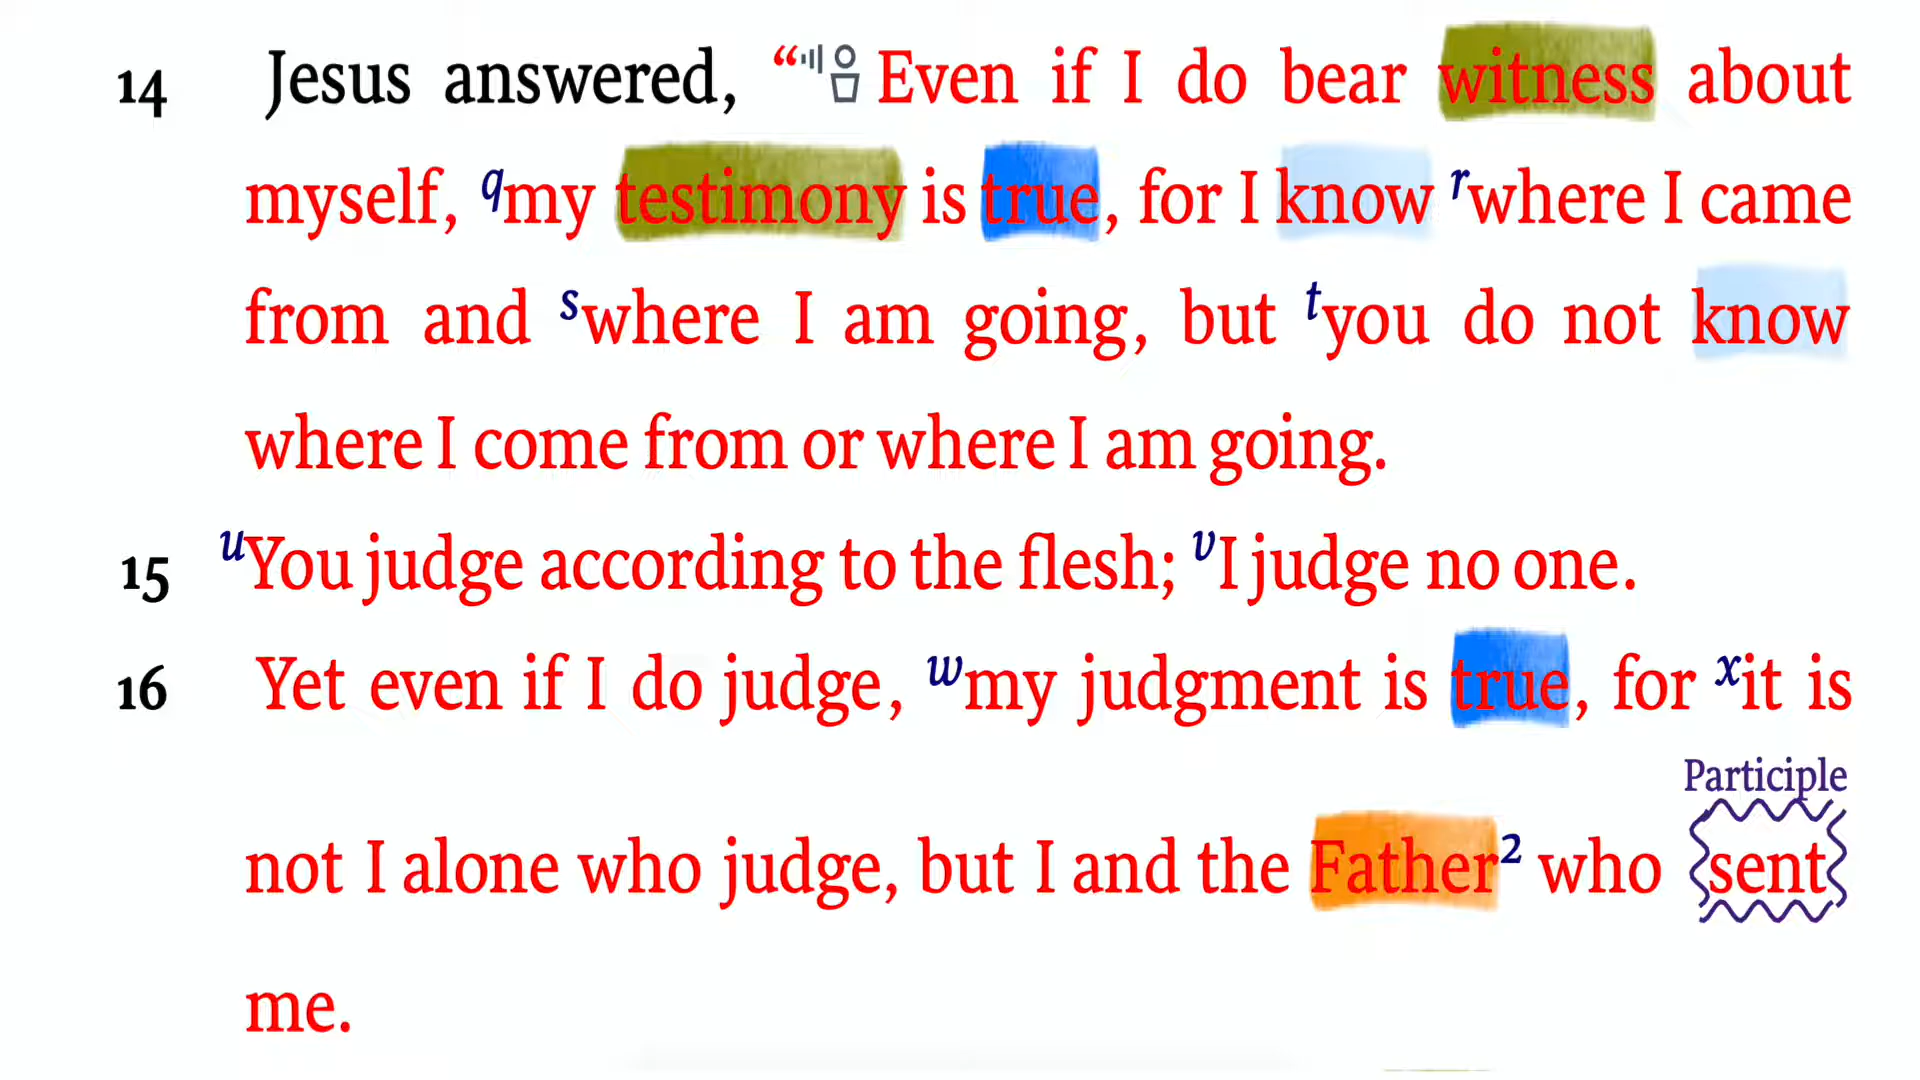 14 Jesus answered, “Even if I do bear witness about
myself, qmy testimony is true, for I know rwhere I came
from and swhere I am going, but tyou do not know
where I come from or where I am going.
15 uYou judge according to the flesh; vI judge no one.
16 Yet even if I do judge, wmy judgment is true, for xit is
Participle
not I alone who judge, but I and the Father2 who sent
me.